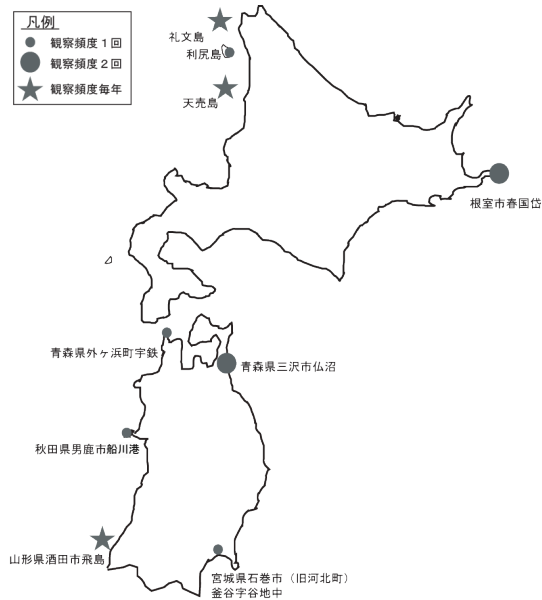 凡例
観察頻度１回
観察頻度２回
観察頻度毎年
礼文島
利尻島
天売島
根室市春国岱
青森県外ヶ浜町宇鉄
青森県三沢市仏沼
秋田県男鹿市船川港
山形県酒田市飛島
宮城県石巻市（旧河北町）
釜谷字谷地中